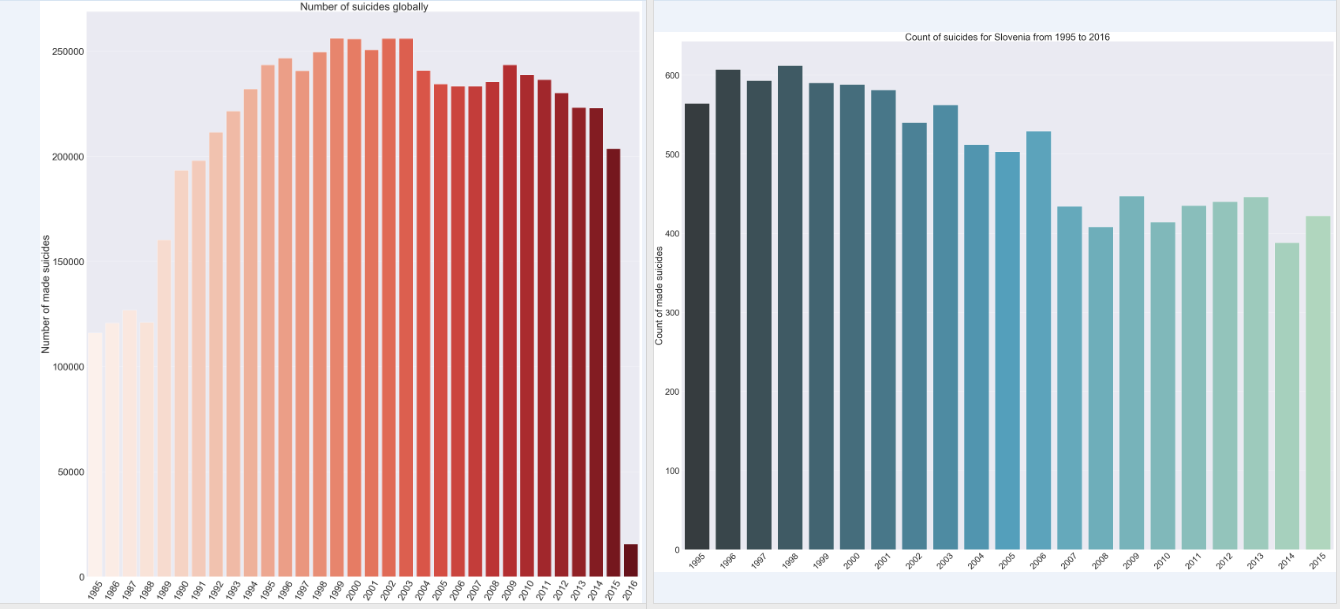 Number of suicides globally
Number of made suicides
250000
200000
150000
100000
50000
0
1985 1986 1987 1988 1989 1990 1991 1992 1993 1994 1995 1996 1997 1998 1999 2000 2001 2002 2003 2004 2005 2006 2007 2008 2009 2010 2011 2012 2013 2014 2015 2016
Count of suicides for Slovenia from 1995 to 2016
Count of made suicides
600
500
400
300
200
100
0
1995 1996 1997 1998 1999 2000 2001 2002 2003 2004 2005 2006 2007 2008 2009 2010 2011 2012 2013 2014 2015